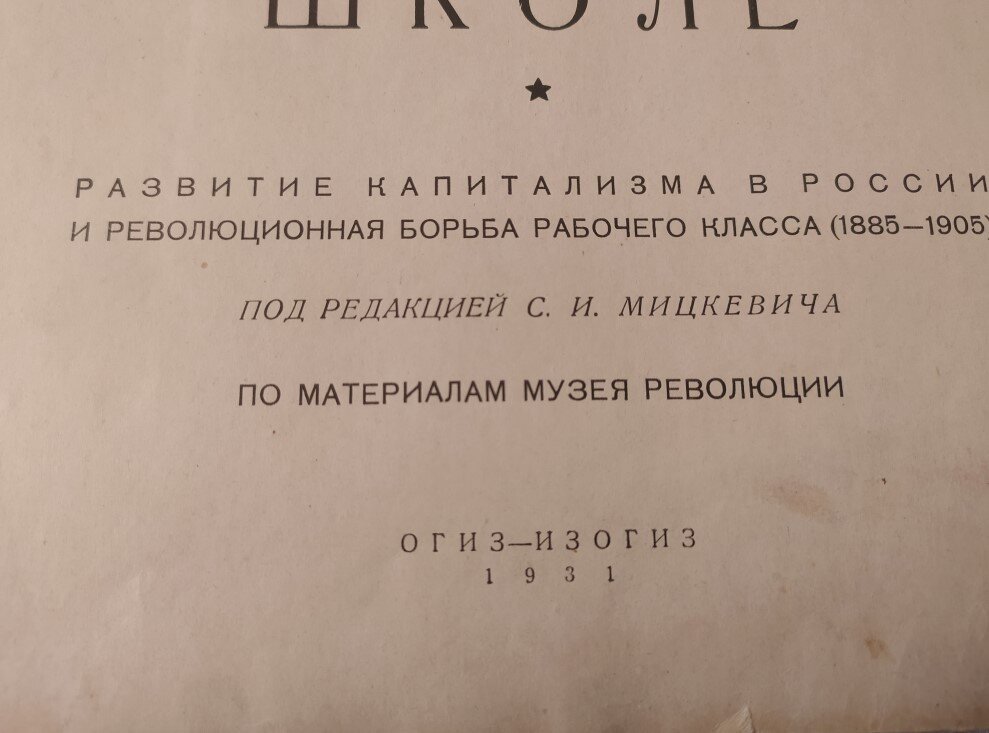 ШКОЛЕ
РАЗВИТИЕ КАПИТАЛИЗМА В РОССИИ
И РЕВОЛЮЦИОННАЯ БОРЬБА РАБОЧЕГО КЛАССА (1885—1905)
ПОД РЕДАКЦИЕЙ С. И. МИЦКЕВИЧА
ПО МАТЕРИАЛАМ МУЗЕЯ РЕВОЛЮЦИИ
ОГИЗ—ИЗОГИЗ
1931